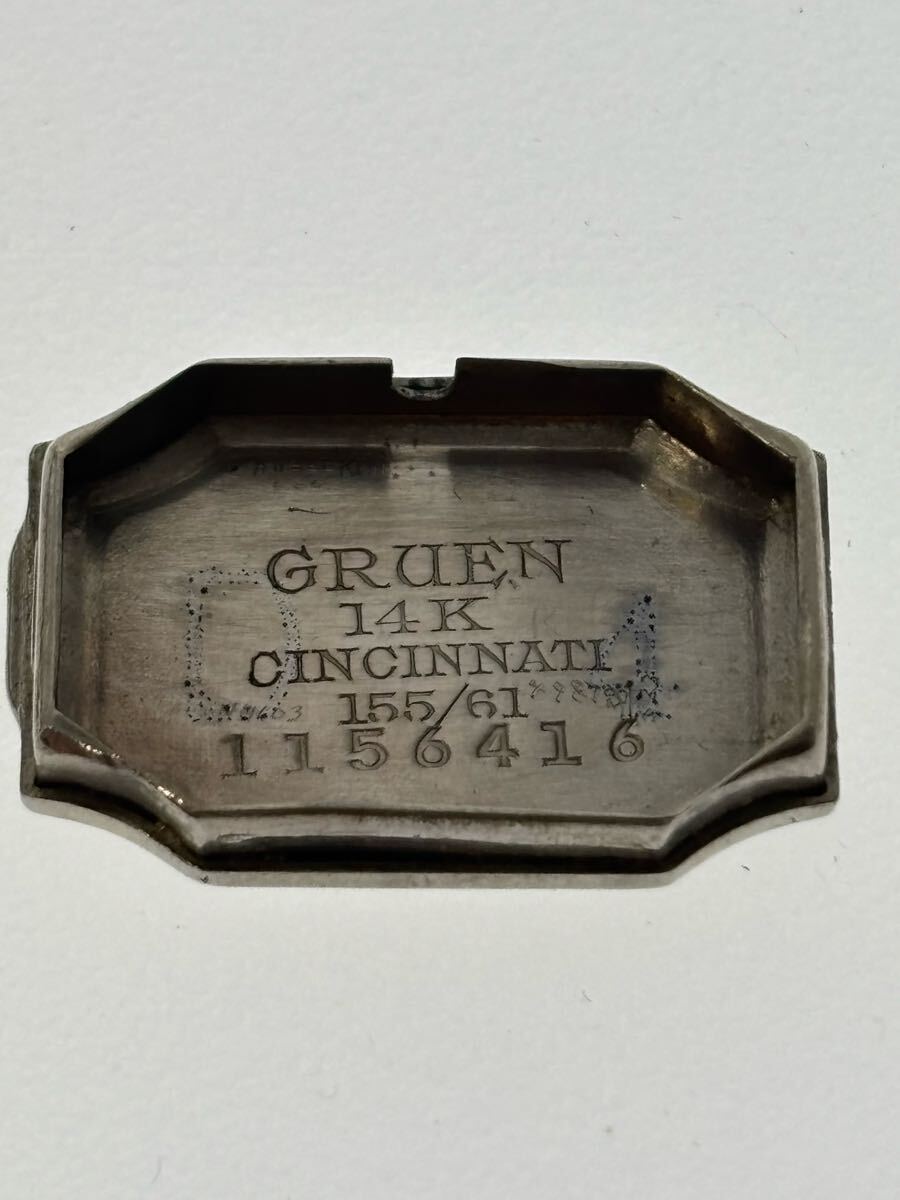 GRUEN
14K
CINCINNATI
155/61
1156416